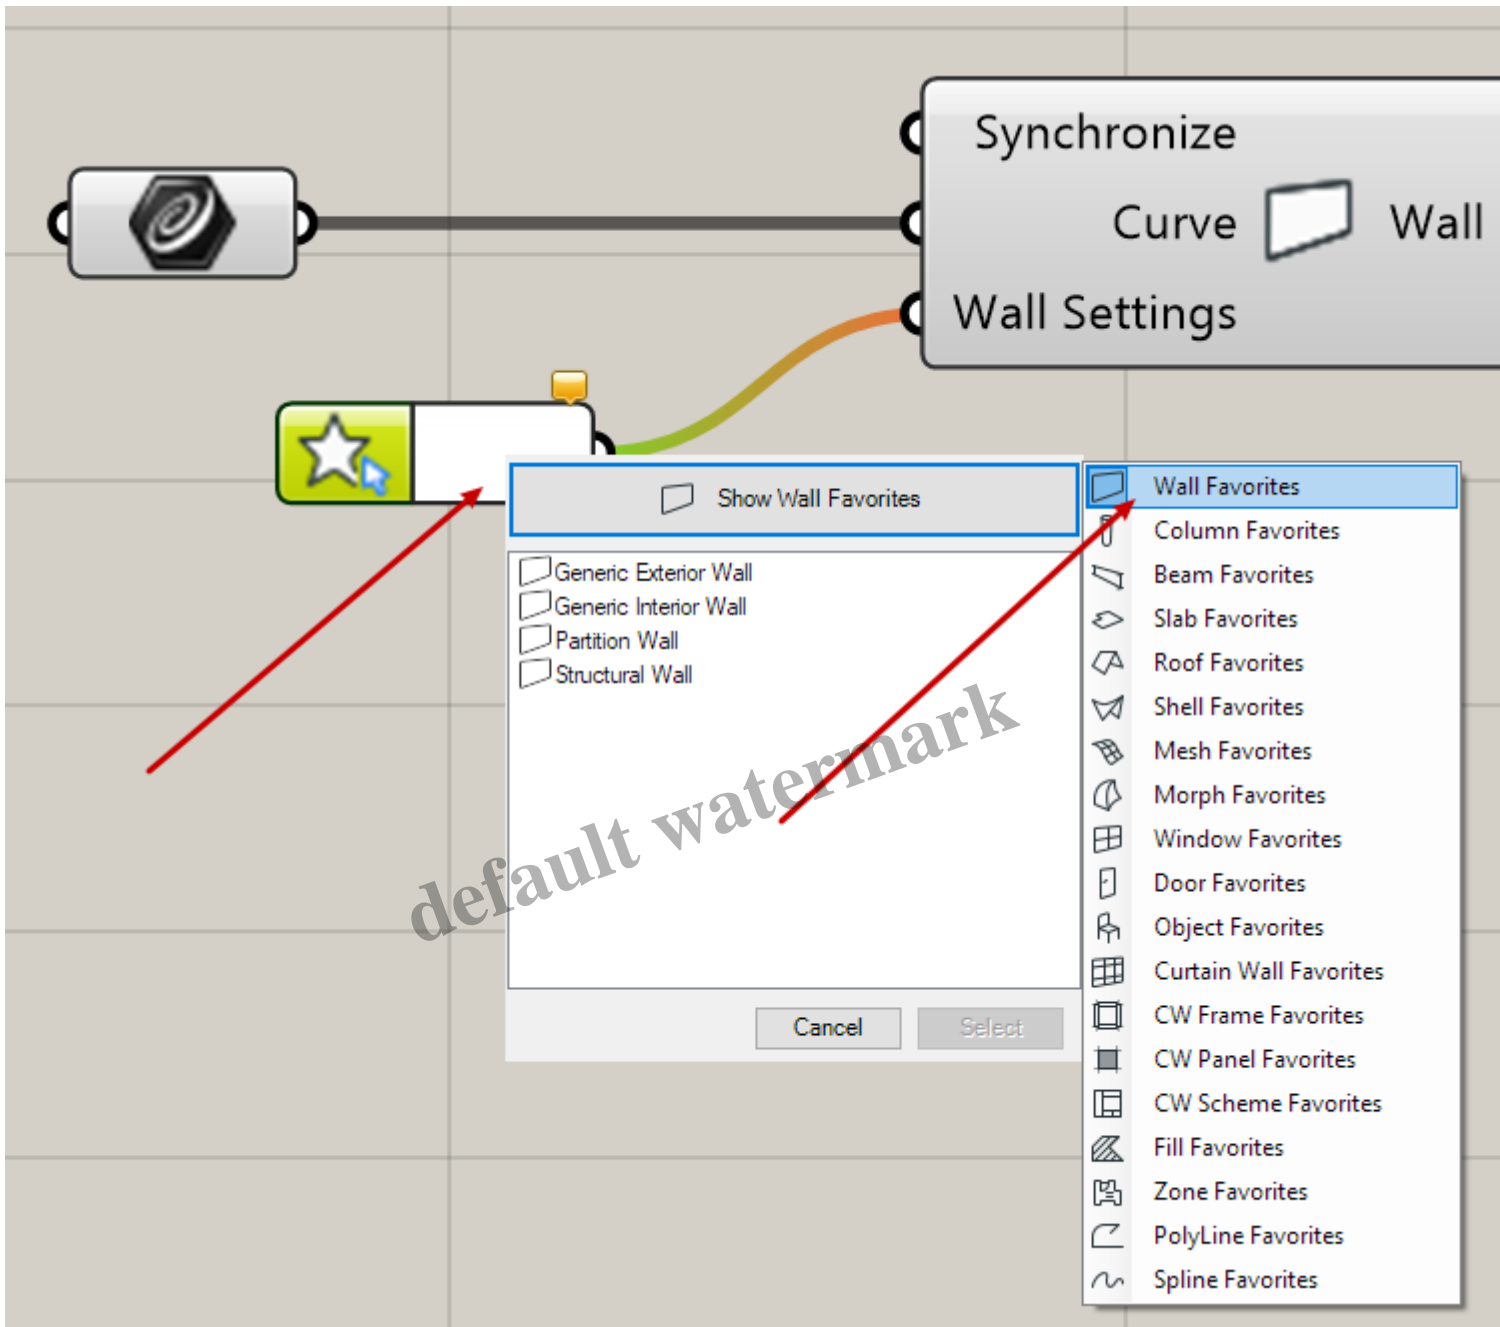 Synchronize
Curve
Wall
Wall Settings
Show Wall Favorites
Generic Exterior Wall
Generic Interior Wall
Partition Wall
Structural Wall
Cancel
Select
Wall Favorites
Column Favorites
Beam Favorites
Slab Favorites
Roof Favorites
Shell Favorites
Mesh Favorites
Morph Favorites
Window Favorites
Door Favorites
Object Favorites
Curtain Wall Favorites
CW Frame Favorites
CW Panel Favorites
CW Scheme Favorites
Fill Favorites
Zone Favorites
PolyLine Favorites
Spline Favorites
default watermark